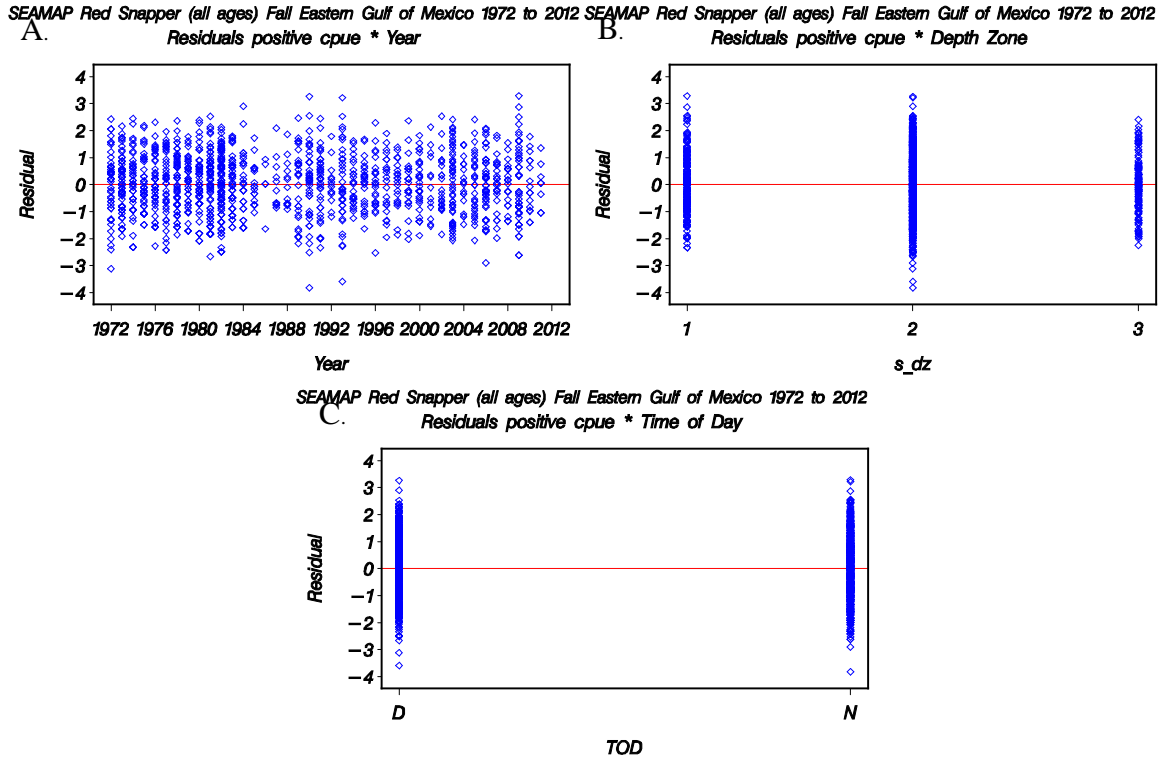 SEAMAP Red Snapper (all ages) Fall Eastern Gulf of Mexico 1972 to 2012
A.
Residuals positive cpue * Year
4
3
2
1
0
−1
−2
−3
−4
Residual
1972 1976 1980 1984 1988 1992 1996 2000 2004 2008 2012
Year
SEAMAP Red Snapper (all ages) Fall Eastern Gulf of Mexico 1972 to 2012
B.
Residuals positive cpue * Depth Zone
4
3
2
1
0
−1
−2
−3
−4
Residual
1 2 3
s_dz
SEAMAP Red Snapper (all ages) Fall Eastern Gulf of Mexico 1972 to 2012
C.
Residuals positive cpue * Time of Day
4
3
2
1
0
−1
−2
−3
−4
Residual
D N
TOD